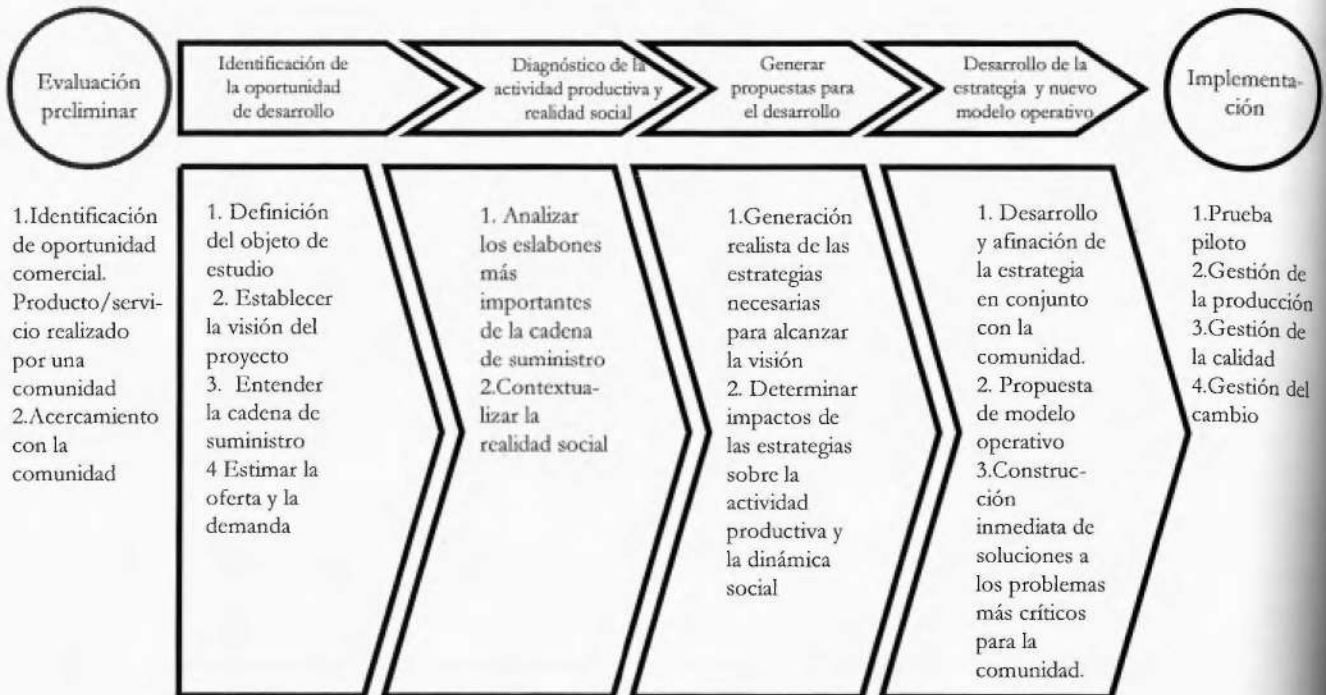 Evaluación
preliminar
Identificación de
la oportunidad
de desarrollo
Diagnóstico de la
actividad productiva y
realidad social
Generar
propuestas para
el desarrollo
Desarrollo de la
estrategia y nuevo
modelo operativo
Implementa-
ción
1.Identificación
de oportunidad
comercial.
Producto/servi-
cio realizado
por una
comunidad
2.Acercamiento
con la
comunidad
1. Definición
del objeto de
estudio
2. Establecer
la visión del
proyecto
3. Entender
la cadena de
suministro
4 Estimar la
oferta y la
demanda
1. Analizar
los eslabones
más
importantes
de la cadena
de suministro
2.Contextua-
lizar la
realidad social
1.Generación
realista de las
estrategias
necesarias
para alcanzar
la visión
2. Determinar
impactos de
las estrategias
sobre la
actividad
productiva y
la dinámica
social
1. Desarrollo
y afinación de
la estrategia
en conjunto
con la
comunidad.
2. Propuesta
de modelo
operativo
3.Construc-
ción
inmediata de
soluciones a
los problemas
más críticos
para la
comunidad.
1.Prueba
piloto
2.Gestión de
la producción
3.Gestión de
la calidad
4.Gestión del
cambio